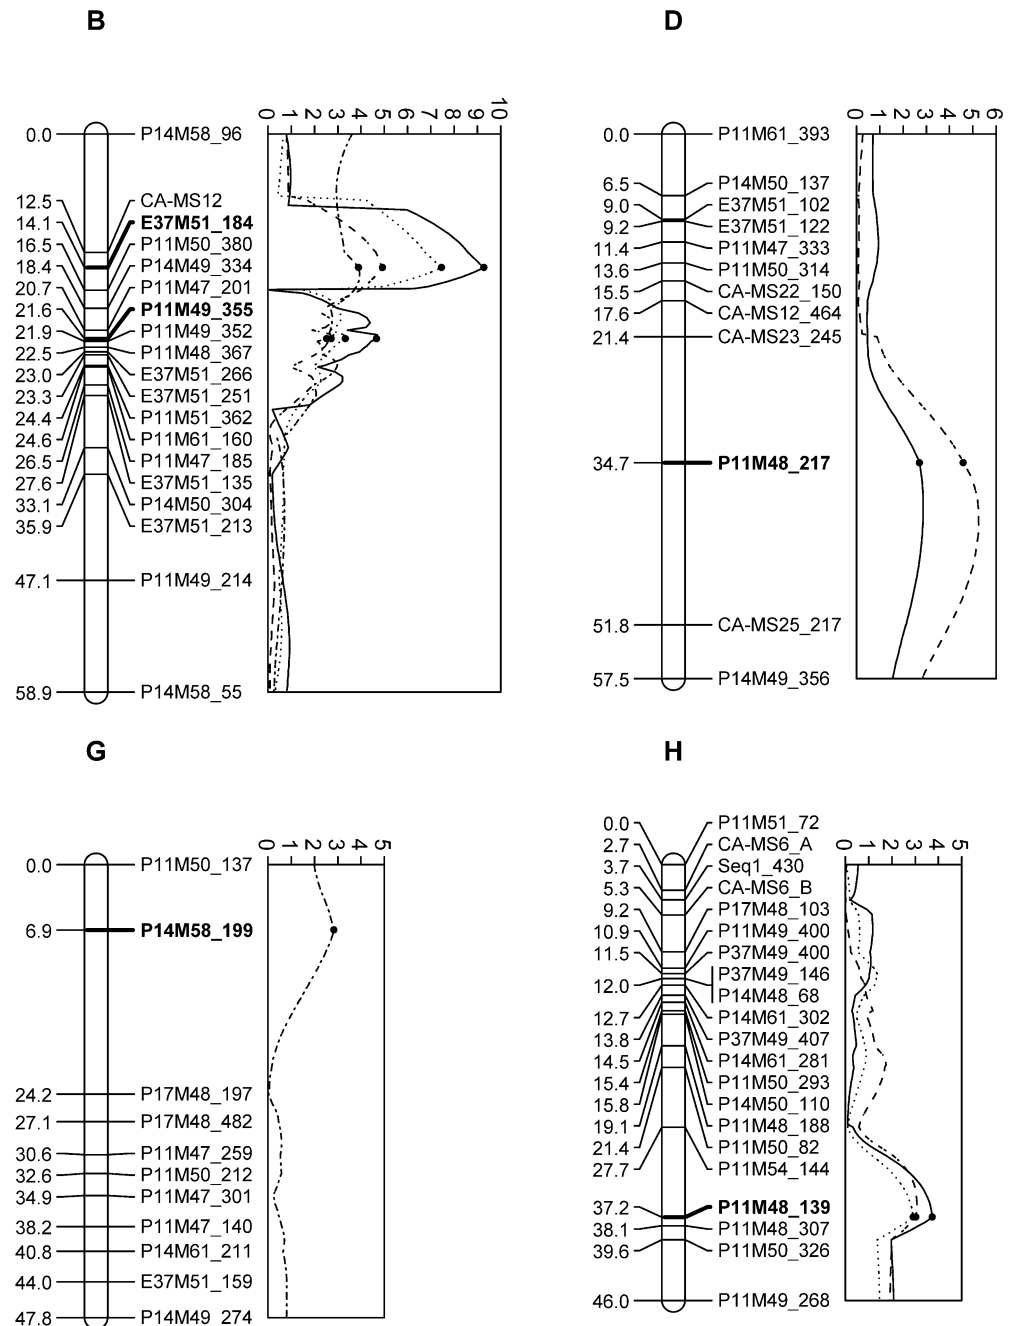 B
0 1 2 3 4 5 6 7 8 9 10
0.0 P14M58_96
12.5 CA-MS12
14.1 E37M51_184
16.5 P11M50_380
18.4 P14M49_334
20.7 P11M47_201
21.6 P11M49_355
21.9 P11M49_352
22.5 P11M48_367
23.0 E37M51_266
23.3 E37M51_251
24.4 P11M51_362
24.6 P11M61_160
26.5 P11M47_185
27.6 E37M51_135
33.1 P14M50_304
35.9 E37M51_213
47.1 P11M49_214
58.9 P14M58_55
D
0 1 2 3 4 5 6
0.0 P11M61_393
6.5 P14M50_137
9.0 E37M51_102
9.2 E37M51_122
11.4 P11M47_333
13.6 P11M50_314
15.5 CA-MS22_150
17.6 CA-MS12_464
21.4 CA-MS23_245
34.7 P11M48_217
51.8 CA-MS25_217
57.5 P14M49_356
G
0 1 2 3 4 5
0.0 P11M50_137
6.9 P14M58_199
24.2 P17M48_197
27.1 P17M48_482
30.6 P11M47_259
32.6 P11M50_212
34.9 P11M47_301
38.2 P11M47_140
40.8 P14M61_211
44.0 E37M51_159
47.8 P14M49_274
H
0 1 2 3 4 5
0.0 P11M51_72
2.7 CA-MS6_A
3.7 Seq1_430
5.3 CA-MS6_B
9.2 P17M48_103
10.9 P11M49_400
11.5 P37M49_400
12.0 P37M49_146
P14M48_68
12.7 P14M61_302
13.8 P37M49_407
14.5 P14M61_281
15.4 P11M50_293
15.8 P14M50_110
19.1 P11M48_188
21.4 P11M50_82
27.7 P11M54_144
37.2 P11M48_139
38.1 P11M48_307
39.6 P11M50_326
46.0 P11M49_268